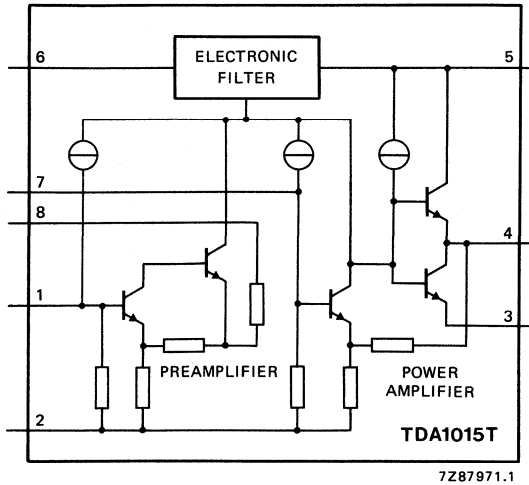 6
ELECTRONIC
FILTER
5
7
8
4
1
3
PREAMPLIFIER
POWER
AMPLIFIER
2
TDA1015T
7Z87971.1